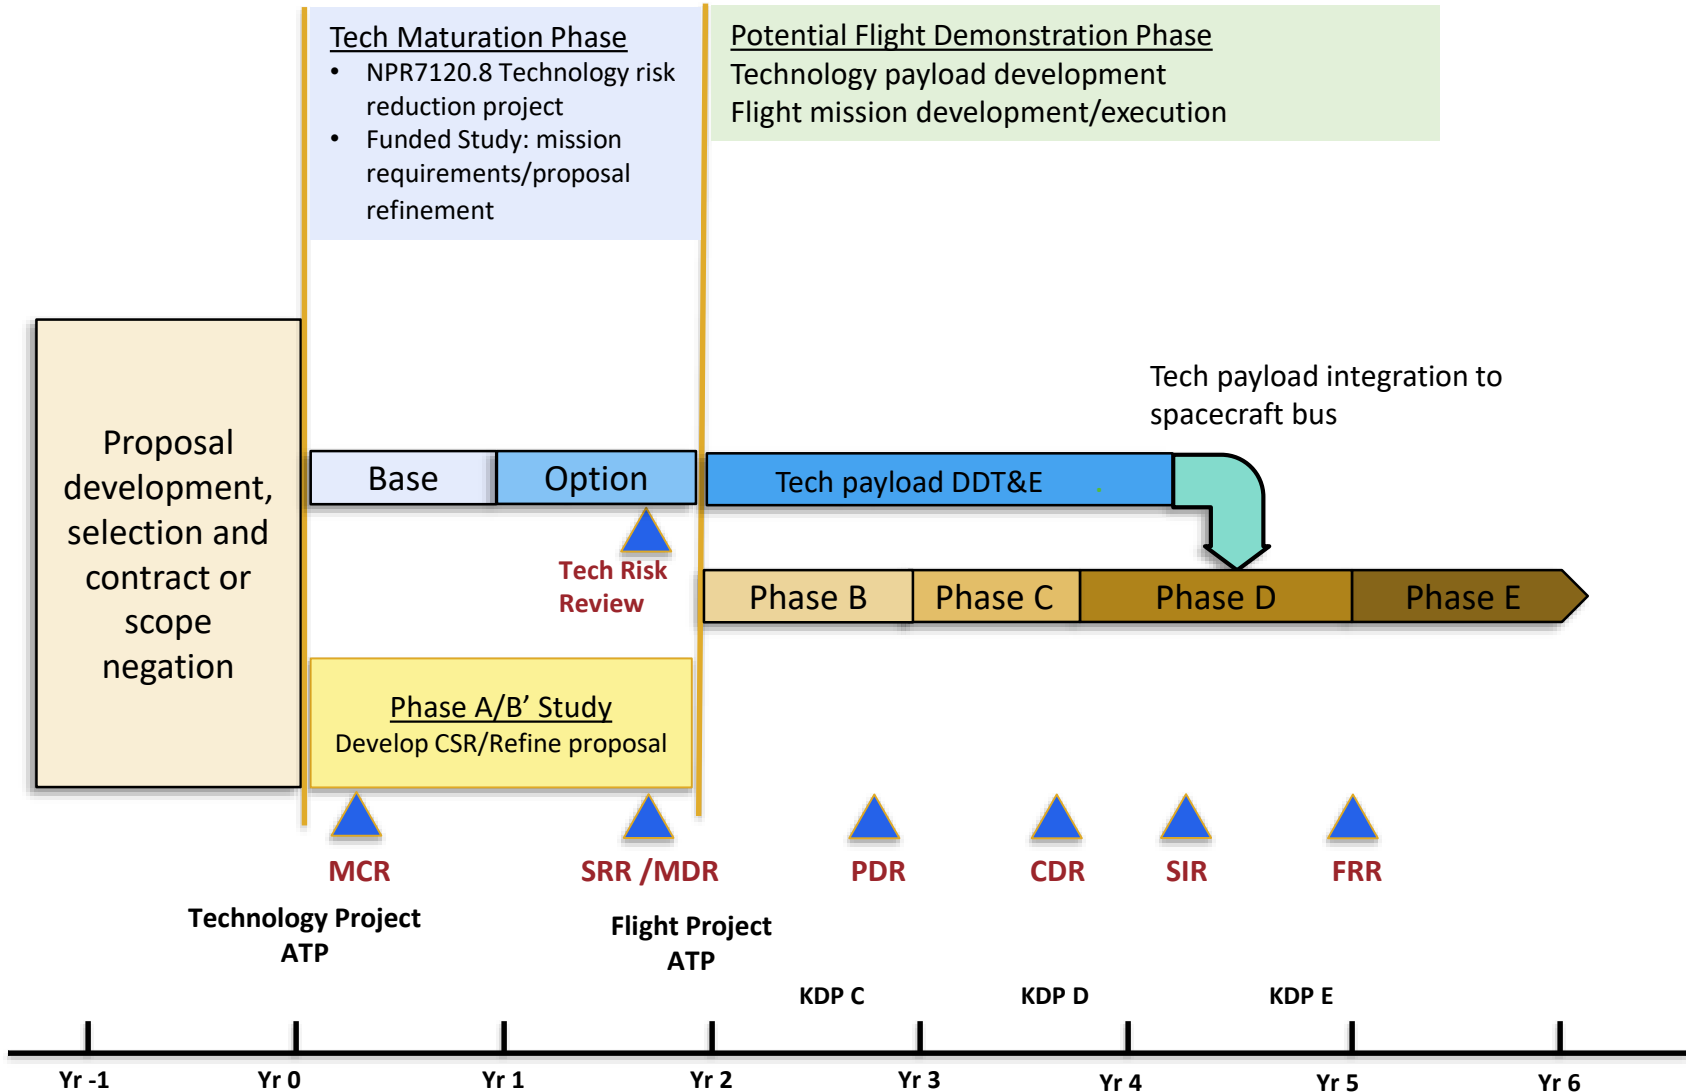 Tech Maturation Phase
• NPR7120.8 Technology risk
reduction project
• Funded Study: mission
requirements/proposal
refinement
Potential Flight Demonstration Phase
Technology payload development
Flight mission development/execution
Tech payload integration to
spacecraft bus
Proposal
development,
selection and
contract or
scope
negation
Base
Option
Tech payload DDT&E
Tech Risk
Review
Phase B
Phase C
Phase D
Phase E
Phase A/B’ Study
Develop CSR/Refine proposal
MCR
SRR /MDR
PDR
CDR
SIR
FRR
Technology Project
ATP
Flight Project
ATP
KDP C
KDP D
KDP E
Yr -1
Yr 0
Yr 1
Yr 2
Yr 3
Yr 4
Yr 5
Yr 6